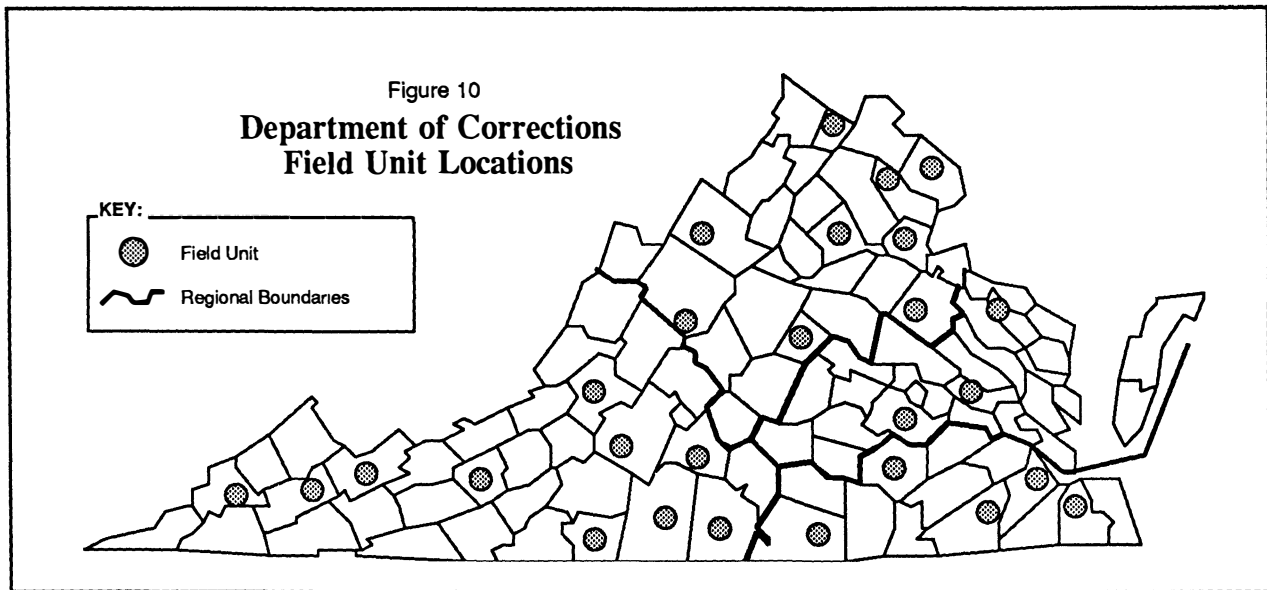 Figure 10
Department of Corrections
Field Unit Locations
KEY:
Field Unit
Regional Boundaries